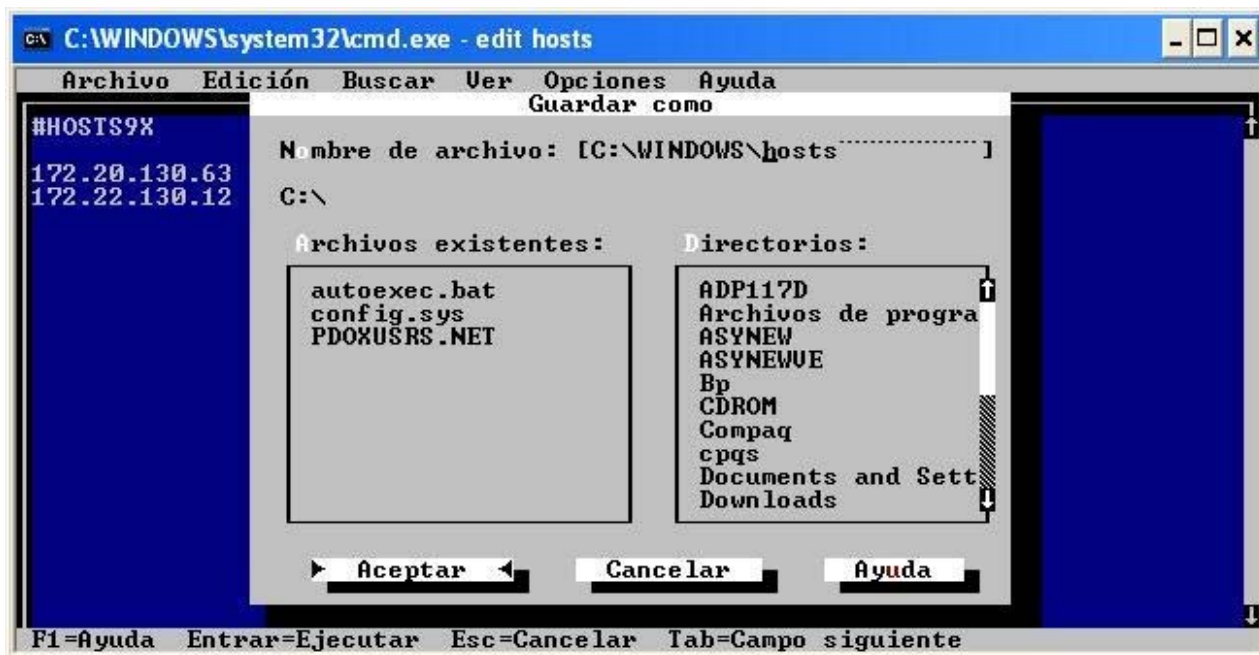 C:\WINDOWS\system32\cmd.exe - edit hosts
Archivo Edición Buscar Ver Opciones Ayuda
Guardar como
#HOSTS9X
Nombre de archivo: [C:\WINDOWS\hosts]
172.20.130.63
172.22.130.12
C:\
Archivos existentes:
autoexec.bat
config.sys
PDOXUSRS.NET
Directorios:
ADP117D
Archivos de progra
ASYNEW
ASYNEWVE
Bp
CDROM
Compaq
cpqs
Documents and Sett
Downloads
Aceptar Cancelar Ayuda
F1=Ayuda Entrar=Ejecutar Esc=Cancelar Tab=Campo siguiente